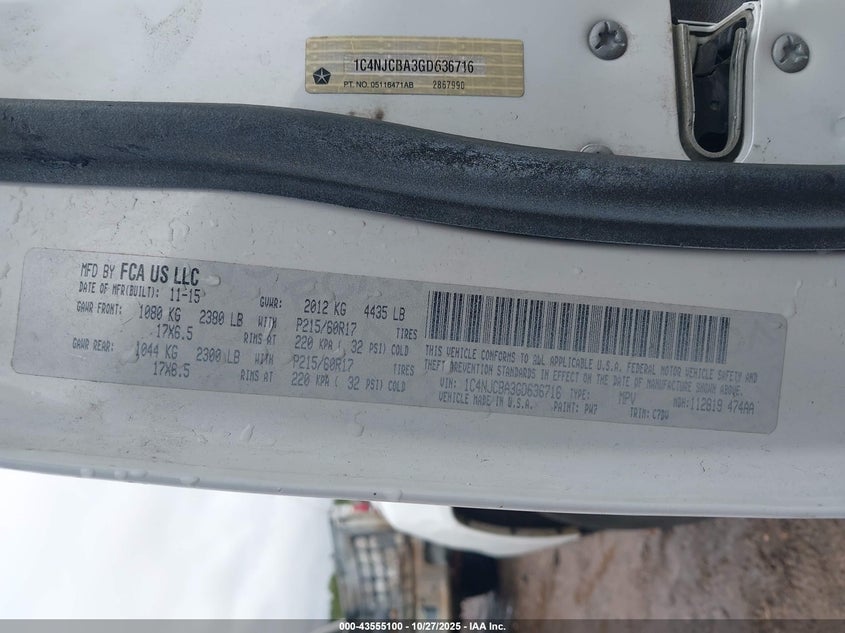 1C4NJCBA3GD636716
PT. NO. 05116471AB 2867990
MFD BY FCA US LLC
DATE OF MFR(BUILT): 11-15 GVWR: 2012 KG 4435 LB
GAWR FRONT: 1080 KG 2380 LB WITH P215/60R17 TIRES
17X6.5 RIMS AT 220 KPA ( 32 PSI) COLD
GAWR REAR: 1044 KG 2300 LB WITH P215/60R17 TIRES
17X6.5 RIMS AT 220 KPA ( 32 PSI) COLD
THIS VEHICLE CONFORMS TO ALL APPLICABLE U.S.A. FEDERAL MOTOR VEHICLE SAFETY AND
THEFT PREVENTION STANDARDS IN EFFECT ON THE DATE OF MANUFACTURE SHOWN ABOVE.
VIN: 1C4NJCBA3GD636716 TYPE: MPV MDH: 112819 474AA
VEHICLE MADE IN U.S.A. PAINT: PW7 TRIM:
000-43555100 - 10/27/2025 - IAA Inc.